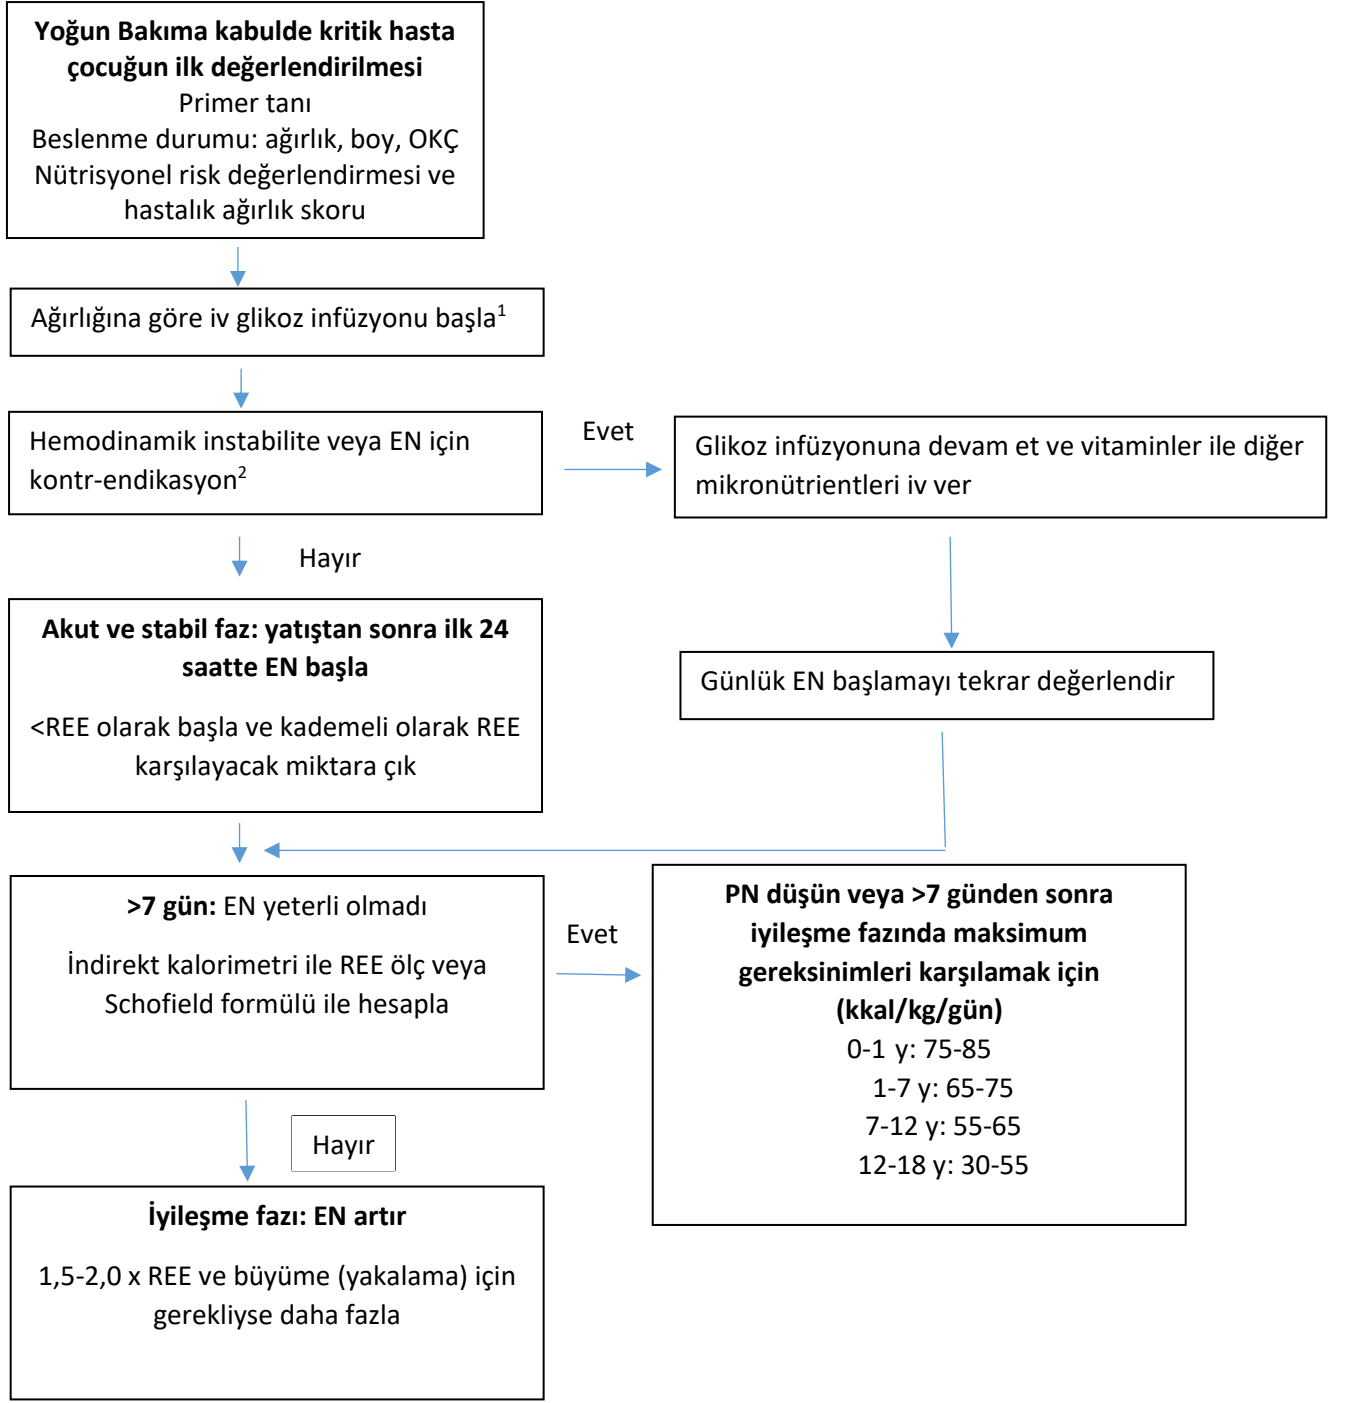 Yoğun Bakıma kabulde kritik hasta
çocuğun ilk değerlendirilmesi
Primer tanı
Beslenme durumu: ağırlık, boy, OKÇ
Nütrisyonel risk değerlendirmesi ve
hastalık ağırlık skoru
Ağırlığına göre iv glikoz infüzyonu başla¹
Hemodinamik instabilite veya EN için
kontr-endikasyon²
Evet
Glikoz infüzyonuna devam et ve vitaminler ile diğer
mikronütrientleri iv ver
Hayır
Akut ve stabil faz: yatıştan sonra ilk 24
saatte EN başla
<REE olarak başla ve kademeli olarak REE
karşılayacak miktara çık
Günlük EN başlamayı tekrar değerlendir
>7 gün: EN yeterli olmadı
İndirekt kalorimetri ile REE ölç veya
Schofield formülü ile hesapla
Evet
PN düşün veya >7 günden sonra
iyileşme fazında maksimum
gereksinimleri karşılamak için
(kkal/kg/gün)
0-1 y: 75-85
1-7 y: 65-75
7-12 y: 55-65
12-18 y: 30-55
Hayır
İyileşme fazı: EN artır
1,5-2,0 x REE ve büyüme (yakalama) için
gerekliyse daha fazla